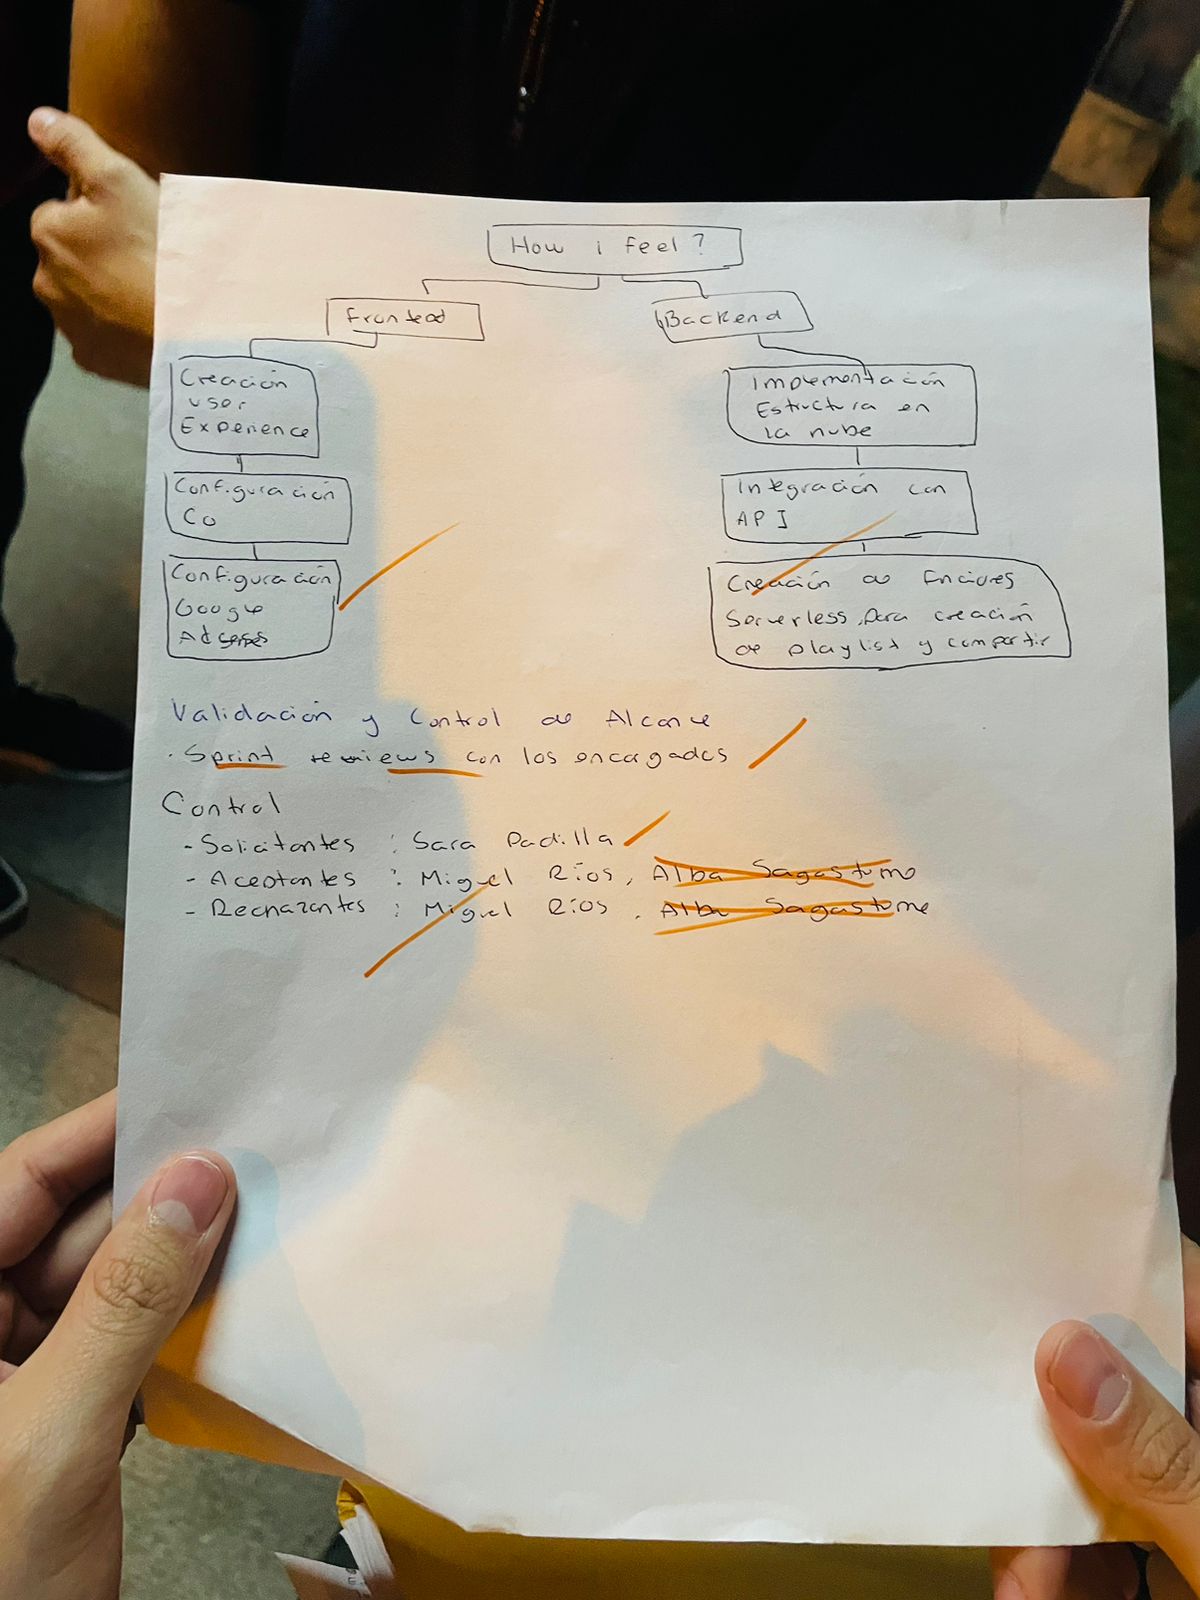 How i feel?
Frontend
Backend
Creación
user
Experience
Configuración
Co
Configuración
Google
Adsenses
Implementación
Estructura en
la nube
Integración con
API
Creación de Fnciores
Serverless para creación
de playlist y compartir
Validación y Control de Alcance
· Sprint reviews con los encargados
Control
- Solicitantes : Sara Padilla
- Aceptantes : Miguel Ríos, Alba Sagastume
- Rechazantes : Miguel Ríos, Alba Sagastume